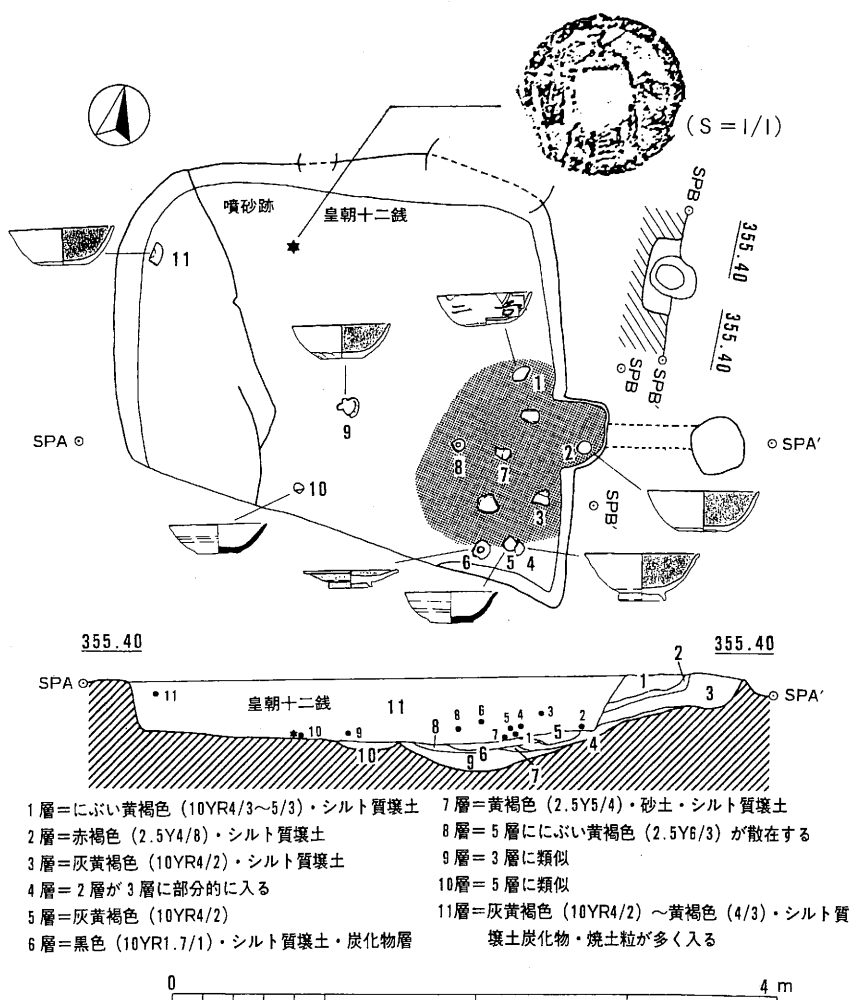 (S=1/1)
SPB
噴砂跡
皇朝十二銭
355.40
11
355.40
1
SPB
SPB'
9
SPA
8
7
2
SPA'
10
3
SPB'
6
5
4
355.40
355.40
2
SPA
11
皇朝十二銭
11
1
3
SPA'
10
9
8
6
5
4
3
2
7
1
8
5
4
10
6
9
7
1層=にぶい黄褐色 (10YR4/3~5/3)・シルト質壌土
2層=赤褐色 (2.5Y4/8)・シルト質壌土
3層=灰黄褐色 (10YR4/2)・シルト質壌土
4層=2層が3層に部分的に入る
5層=灰黄褐色 (10YR4/2)
6層=黒色 (10YR1.7/1)・シルト質壌土・炭化物層
7層=黄褐色 (2.5Y5/4)・砂土・シルト質壌土
8層=5層ににぶい黄褐色 (2.5Y6/3) が散在する
9層=3層に類似
10層=5層に類似
11層=灰黄褐色 (10YR4/2) ~黄褐色 (4/3)・シルト質
壌土炭化物・焼土粒が多く入る
0
4 m